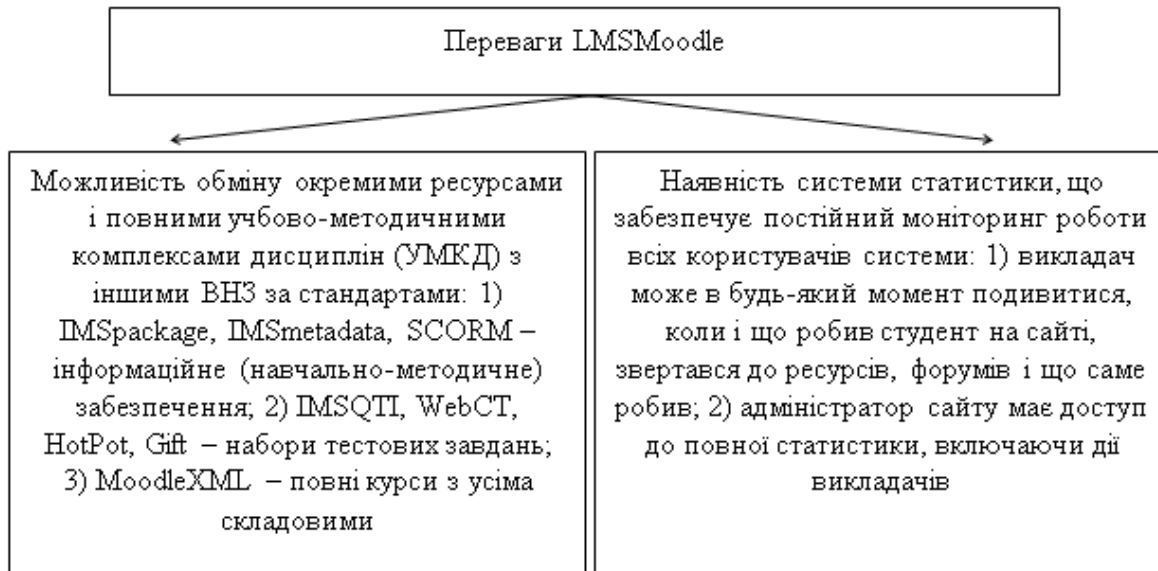 Переваги LMSMoodle
Можливість обміну окремими ресурсами
і повними учбово-методичними
комплексами дисциплін (УМКД) з
іншими ВНЗ за стандартами: 1)
IMSpackage, IMSmetadata, SCORM –
інформаційне (навчально-методичне)
забезпечення; 2) IMSQTI, WebCT,
HotPot, Gift – набори тестових завдань;
3) MoodleXML – повні курси з усіма
складовими
Наявність системи статистики, що
забезпечує постійний моніторинг роботи
всіх користувачів системи: 1) викладач
може в будь-який момент подивитися,
коли і що робив студент на сайті,
звертався до ресурсів, форумів і що саме
робив; 2) адміністратор сайту має доступ
до повної статистики, включаючи дії
викладачів